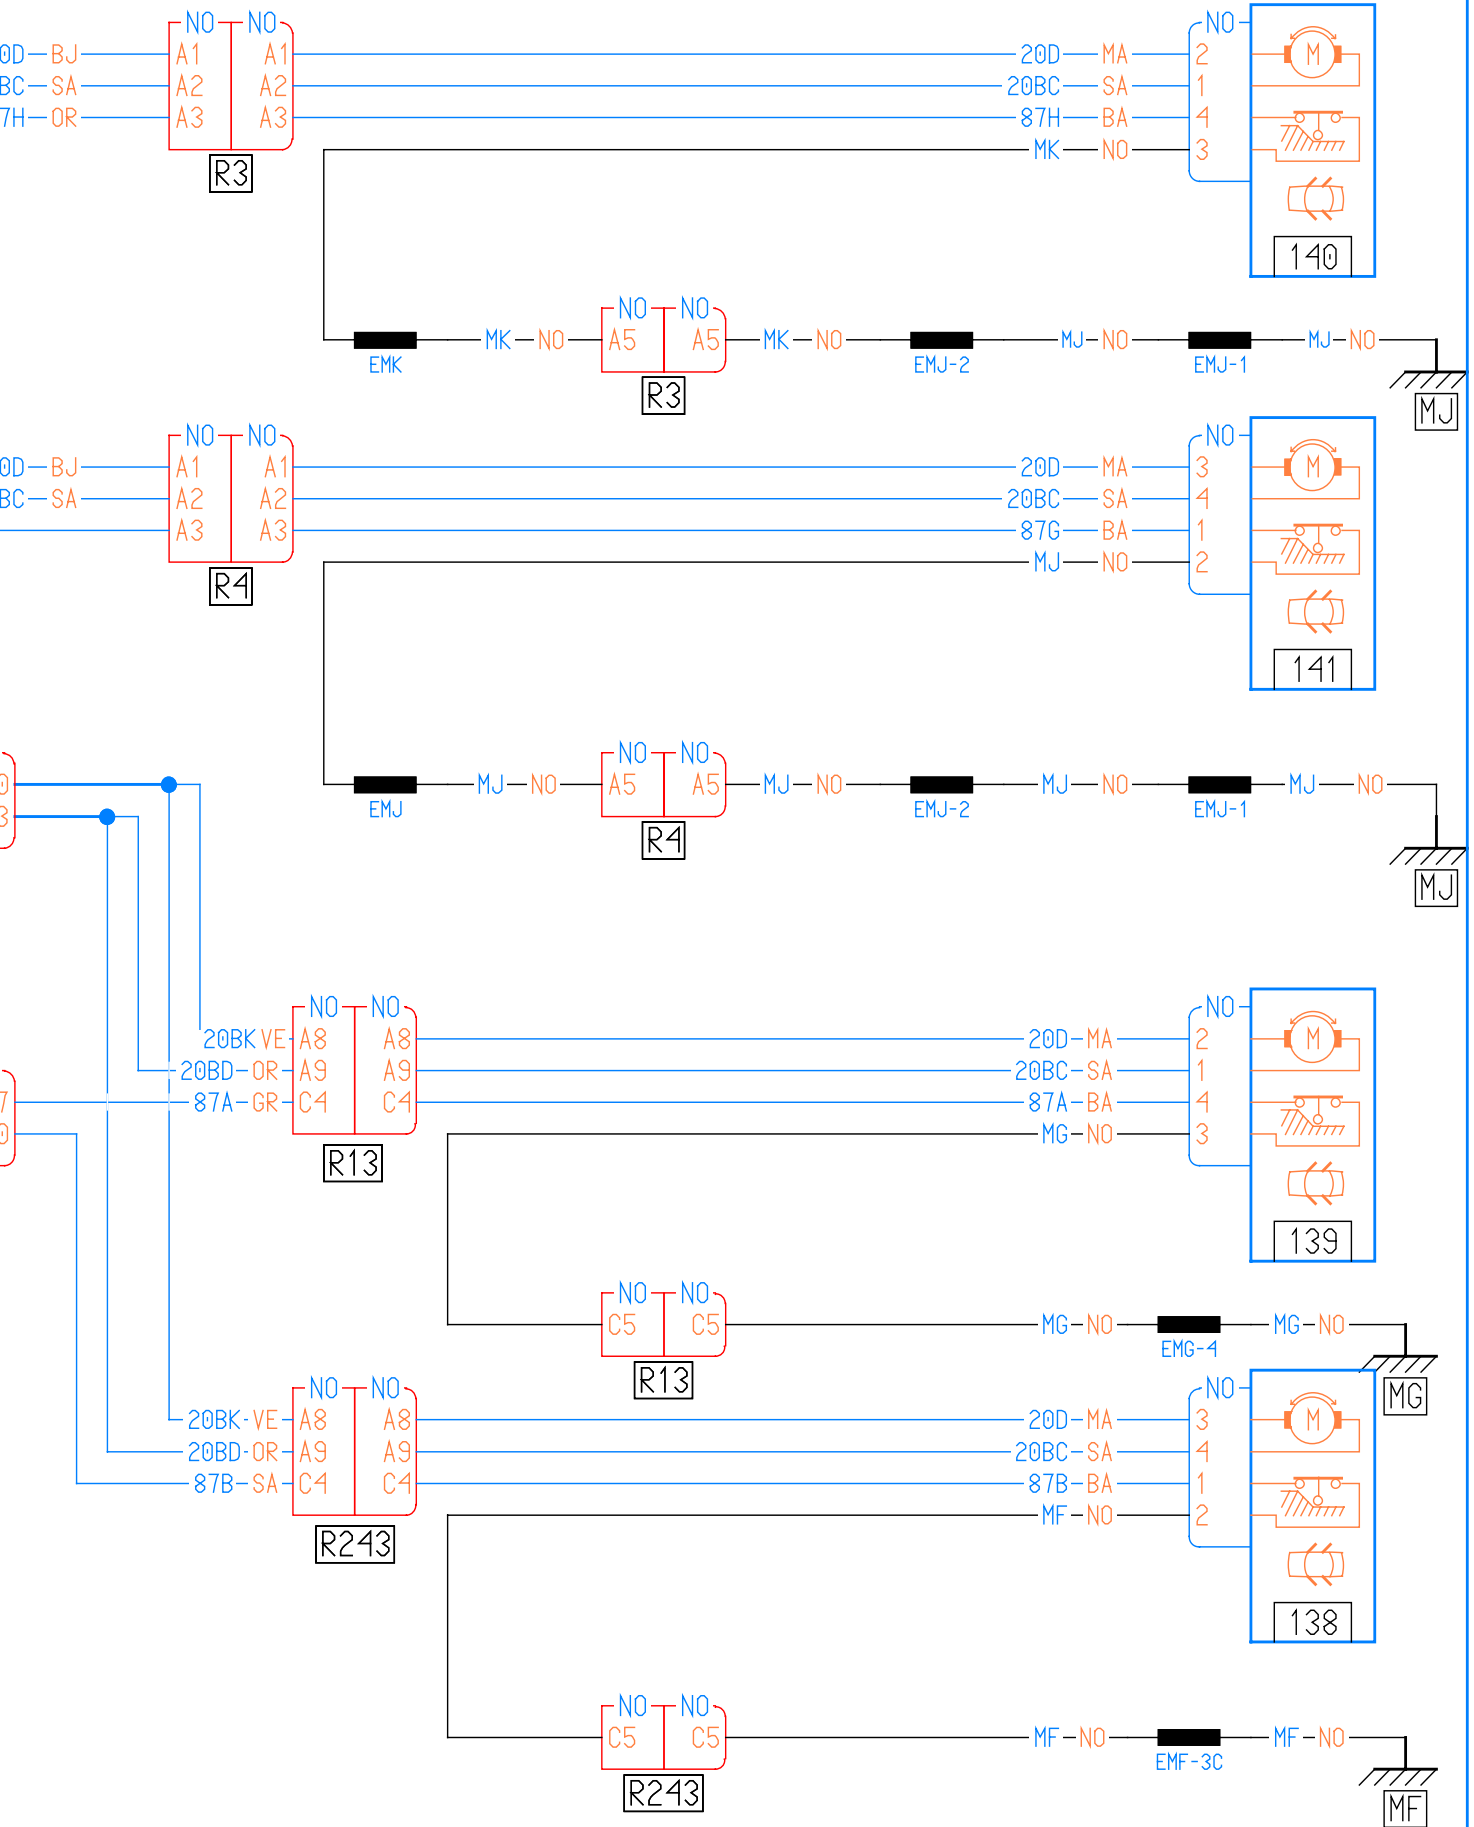 NO NO NO
0D BJ A1 A1 20D MA 2 M
BC SA A2 A2 20BC SA 1
7H OR A3 A3 87H BA 4
MK NO 3
R3
140
NO NO
MK NO A5 A5 MK NO MJ NO MJ NO
EMK EMJ-2 EMJ-1
R3 MJ
NO NO NO
0D BJ A1 A1 20D MA 3 M
BC SA A2 A2 20BC SA 4
A3 A3 87G BA 1
MJ NO 2
R4
141
NO NO
0 MJ NO A5 A5 MJ NO MJ NO MJ NO
3 EMJ EMJ-2 EMJ-1
R4
MJ
NO NO NO
20BK VE A8 A8 20D MA 2 M
20BD OR A9 A9 20BC SA 1
7 87A GR C4 C4 87A BA 4
0 MG NO 3
R13
139
NO NO
C5 C5 MG NO MG NO
EMG-4
R13
MG
NO NO NO
20BK VE A8 A8 20D MA 3 M
20BD OR A9 A9 20BC SA 4
87B SA C4 C4 87B BA 1
MF NO 2
R243
138
NO NO
C5 C5 MF NO MF NO
EMF-3C
R243
MF